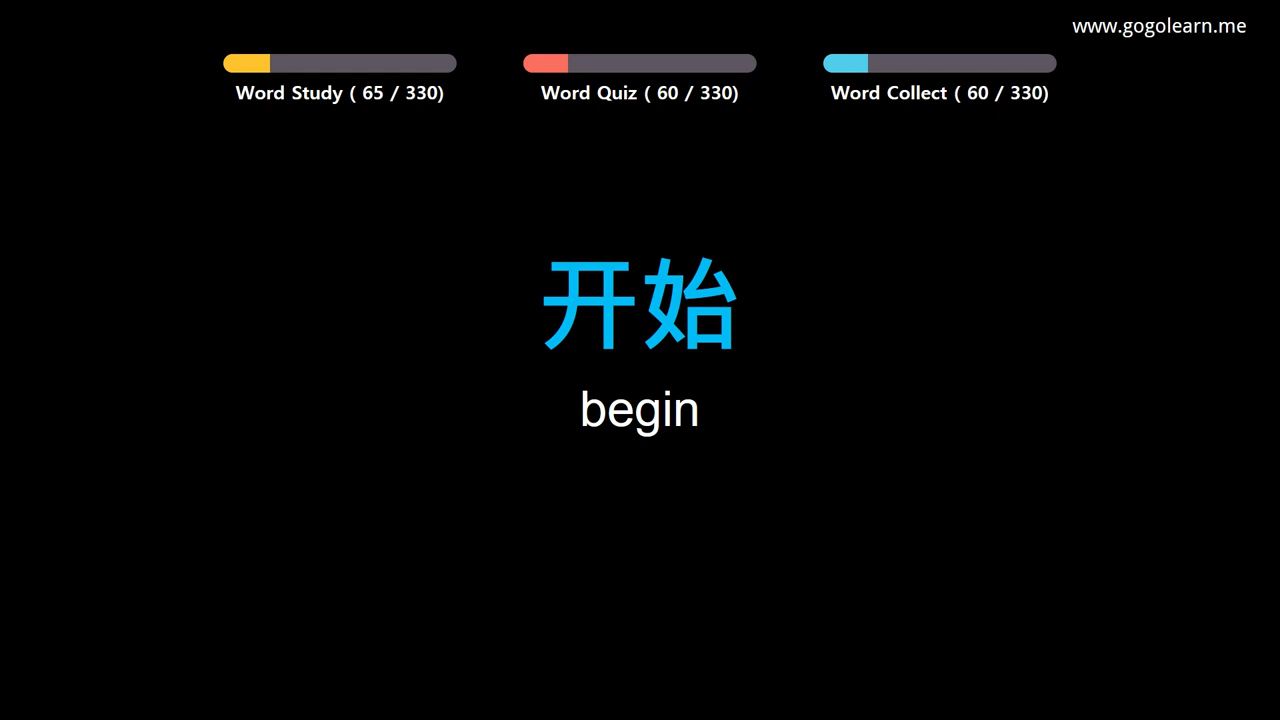 www.gogolearn.me
Word Study ( 65 / 330)
Word Quiz ( 60 / 330)
Word Collect ( 60 / 330)
开始
begin